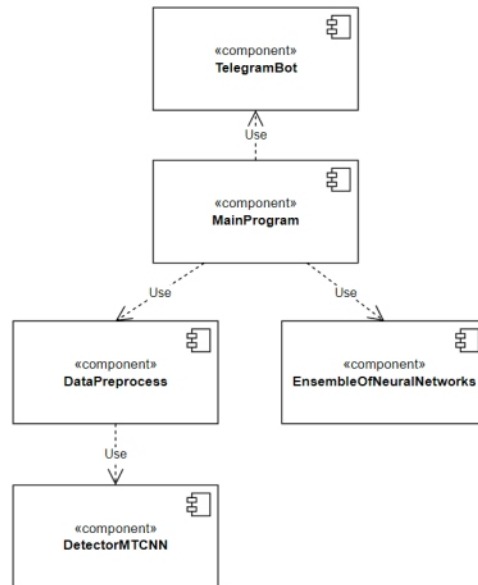 «component»
TelegramBot
Use
«component»
MainProgram
Use
Use
«component»
DataPreprocess
«component»
EnsembleOfNeuralNetworks
Use
«component»
DetectorMTCNN